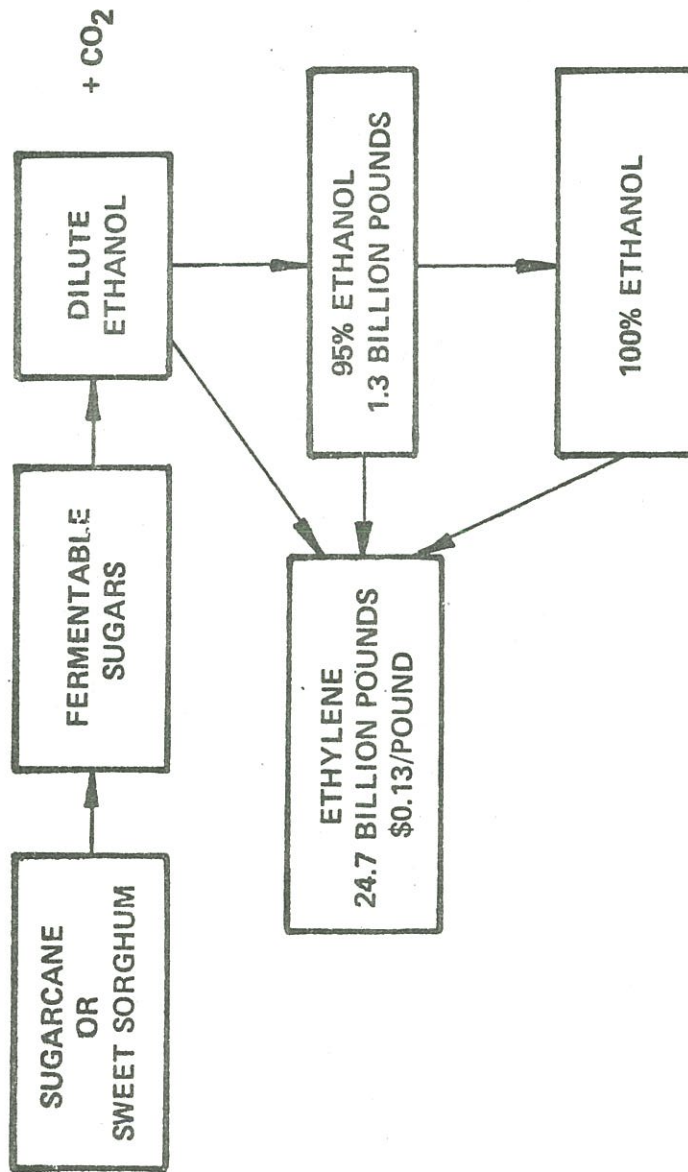 SUGARCANE
OR
SWEET SORGHUM
FERMENTABLE
SUGARS
DILUTE
ETHANOL
+ CO₂
ETHYLENE
24.7 BILLION POUNDS
$0.13/POUND
95% ETHANOL
1.3 BILLION POUNDS
100% ETHANOL